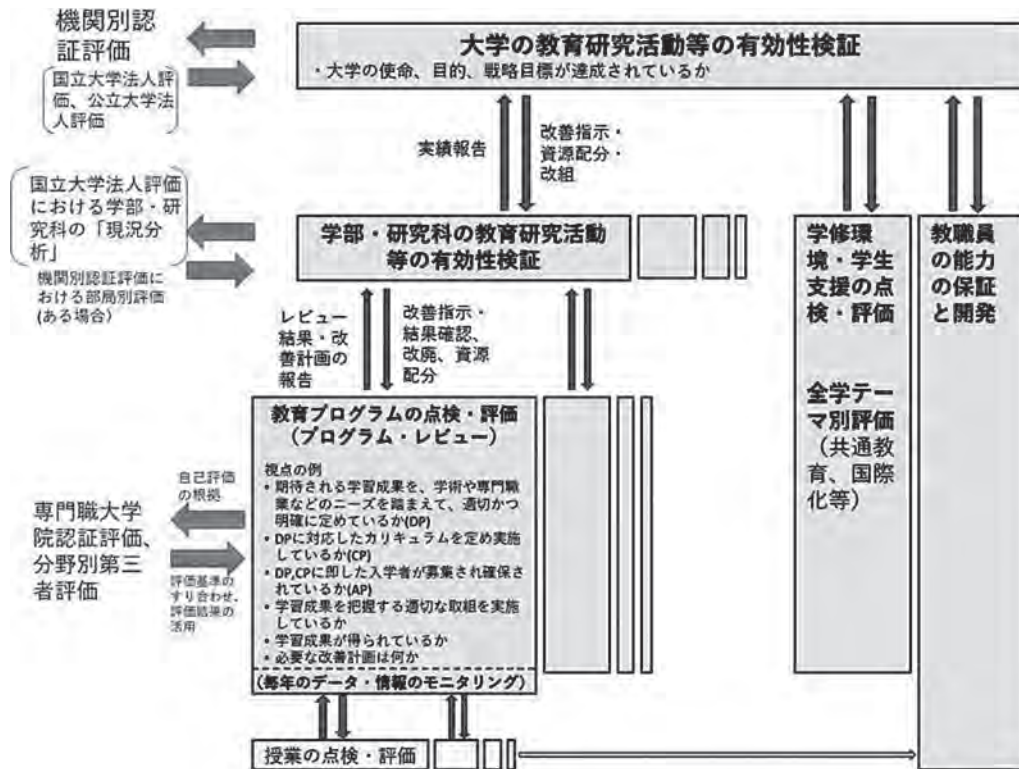 機関別認
証評価
国立大学法人評
価、公立大学法
人評価
大学の教育研究活動等の有効性検証
・大学の使命、目的、戦略目標が達成されているか
実績報告
改善指示・
資源配分・
改組
国立大学法人評価
における学部・研
究科の「現況分
析」
機関別認証評価に
おける部局別評価
(ある場合)
学部・研究科の教育研究活動
等の有効性検証
学修環
境・学生
支援の点
検・評価
全学テー
マ別評価
(共通教
育、国際
化等)
教職員
の能力
の保証
と開発
レビュー
結果・改
善計画の
報告
改善指示・
結果確認、
改廃、資源
配分
教育プログラムの点検・評価
(プログラム・レビュー)
視点の例
• 期待される学習成果を、学術や専門職
業などのニーズを踏まえて、適切かつ
明確に定めているか(DP)
• DPに対応したカリキュラムを定め実施
しているか(CP)
• DP,CPに即した入学者が募集され確保さ
れているか(AP)
• 学習成果を把握する適切な取組を実施
しているか
• 学習成果が得られているか
• 必要な改善計画は何か
(毎年のデータ・情報のモニタリング)
自己評価
の根拠
専門職大学
院認証評価、
分野別第三
者評価
評価基準の
すり合わせ、
評価結果の
活用
授業の点検・評価